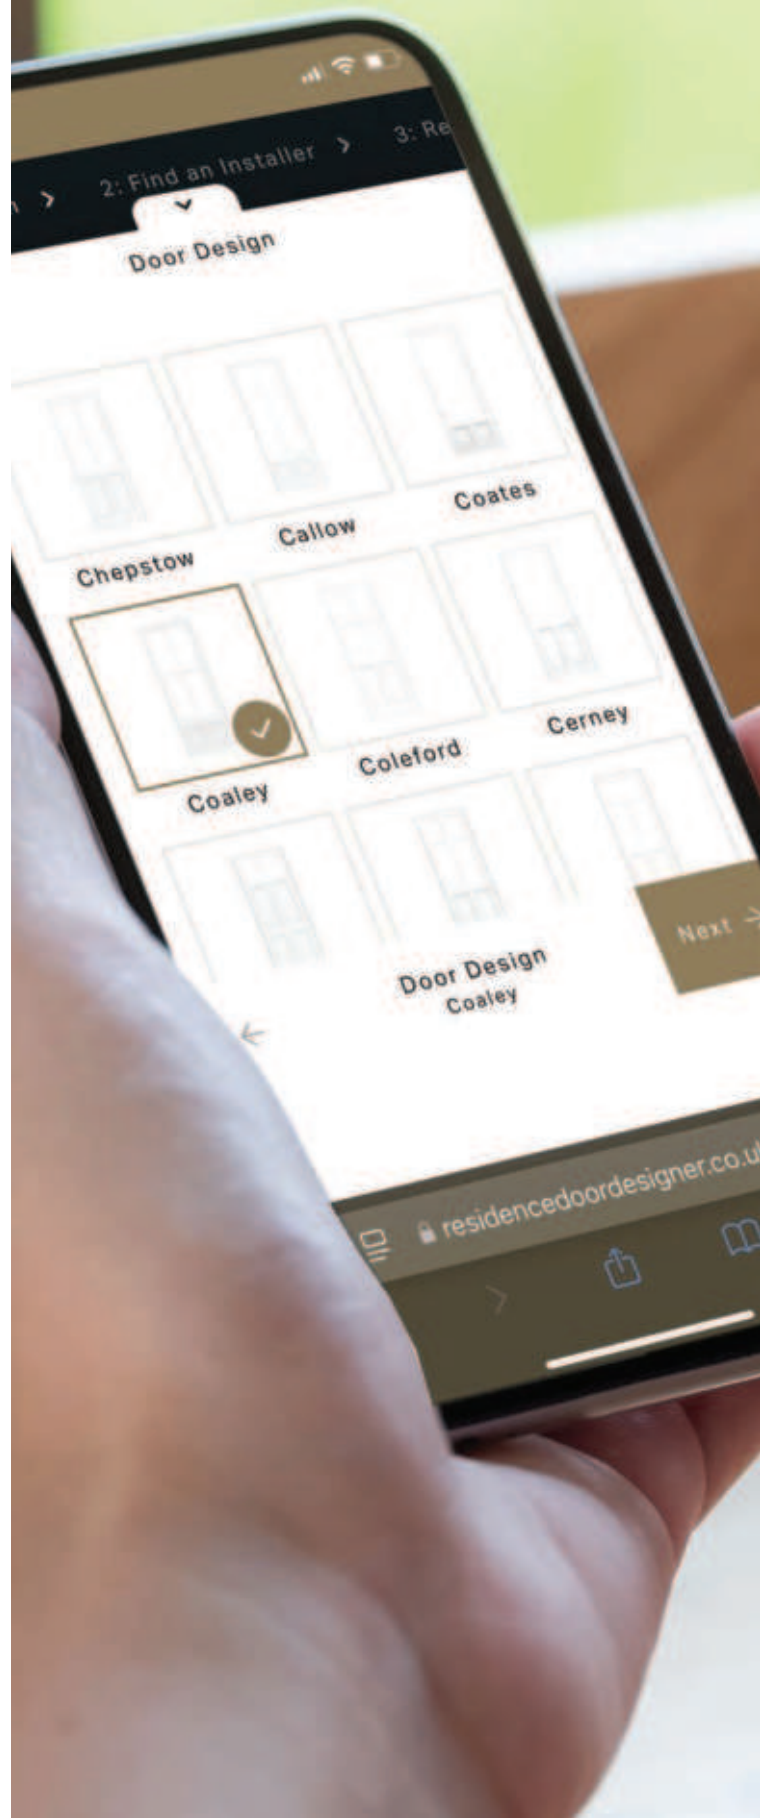 2: Find an Installer
3: Re
Door Design
Chepstow
Callow
Coates
Coaley
Coleford
Cerney
Door Design
Coaley
Next
residencedoordesigner.co.u